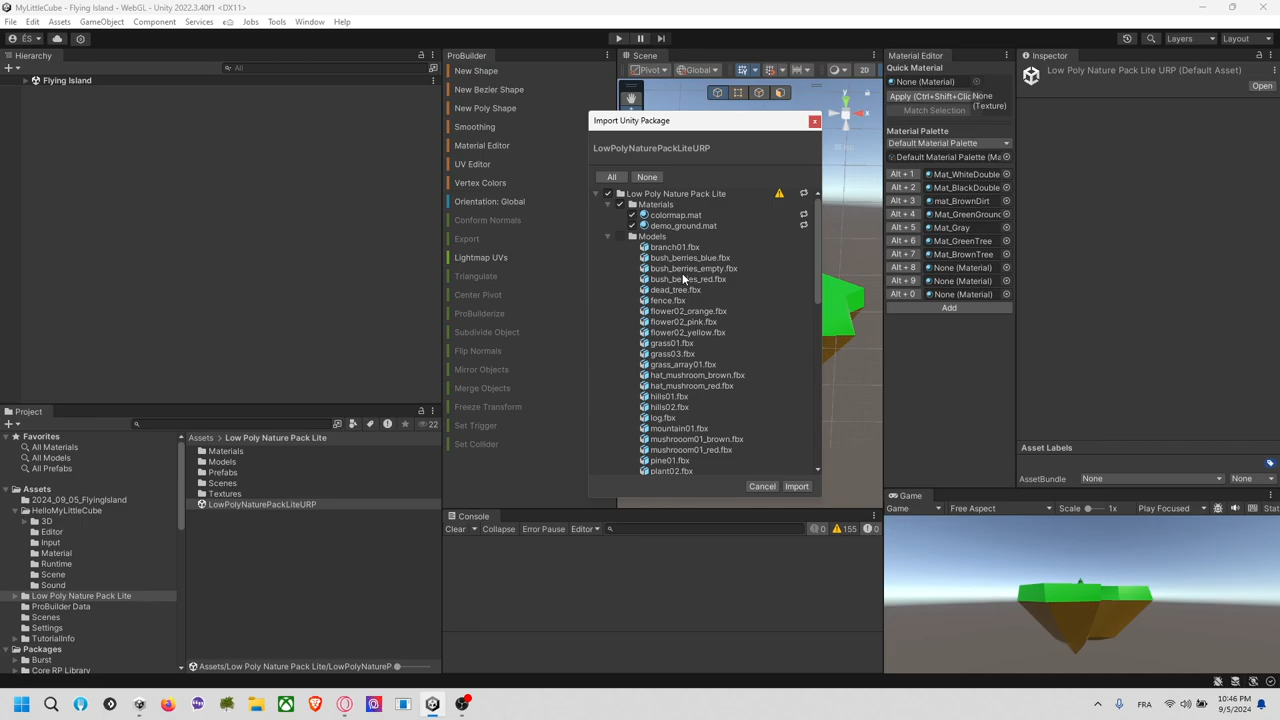 MyLittleCube - Flying Island - WebGL - Unity 2022.3.40f1 <DX11>
File Edit Assets GameObject Component Services Jobs Tools Window Help
ÉS
Layers Layout
Hierarchy
All
Flying Island
ProBuilder
New Shape
New Bezier Shape
New Poly Shape
Smoothing
Material Editor
UV Editor
Vertex Colors
Orientation: Global
Conform Normals
Export
Lightmap UVs
Triangulate
Center Pivot
ProBuilderize
Subdivide Object
Flip Normals
Mirror Objects
Merge Objects
Freeze Transform
Set Trigger
Set Collider
Scene
Pivot Global 2D
Import Unity Package
LowPolyNaturePackLiteURP
All None
Low Poly Nature Pack Lite
Materials
colormap.mat
demo_ground.mat
Models
branch01.fbx
bush_berries_blue.fbx
bush_berries_empty.fbx
bush_berries_red.fbx
dead_tree.fbx
fence.fbx
flower02_orange.fbx
flower02_pink.fbx
flower02_yellow.fbx
grass01.fbx
grass03.fbx
grass_array01.fbx
hat_mushroom_brown.fbx
hat_mushroom_red.fbx
hills01.fbx
hills02.fbx
log.fbx
mountain01.fbx
mushrooom01_brown.fbx
mushrooom01_red.fbx
pine01.fbx
plant02.fbx
Cancel Import
Material Editor
Quick Material
None (Material)
Apply (Ctrl+Shift+Clic None
(Texture)
Match Selection
Material Palette
Default Material Palette
Default Material Palette (Ma
Alt + 1 Mat_WhiteDouble
Alt + 2 Mat_BlackDouble
Alt + 3 mat_BrownDirt
Alt + 4 Mat_GreenGround
Alt + 5 Mat_Gray
Alt + 6 Mat_GreenTree
Alt + 7 Mat_BrownTree
Alt + 8 None (Material)
Alt + 9 None (Material)
Alt + 0 None (Material)
Add
Inspector
Low Poly Nature Pack Lite URP (Default Asset)
Open
Asset Labels
AssetBundle None None
Project
22
Favorites
All Materials
All Models
All Prefabs
Assets
2024_09_05_FlyingIsland
HelloMyLittleCube
3D
Editor
Input
Material
Runtime
Scene
Sound
Low Poly Nature Pack Lite
ProBuilder Data
Scenes
Settings
TutorialInfo
Packages
Burst
Core RP Library
Assets > Low Poly Nature Pack Lite
Materials
Models
Prefabs
Scenes
Textures
LowPolyNaturePackLiteURP
Assets/Low Poly Nature Pack Lite/LowPolyNatureP
Console
Clear Collapse Error Pause Editor 0 155 0
Game
Game Free Aspect Scale 1x Play Focused Stat
FRA
10:46 PM
9/5/2024